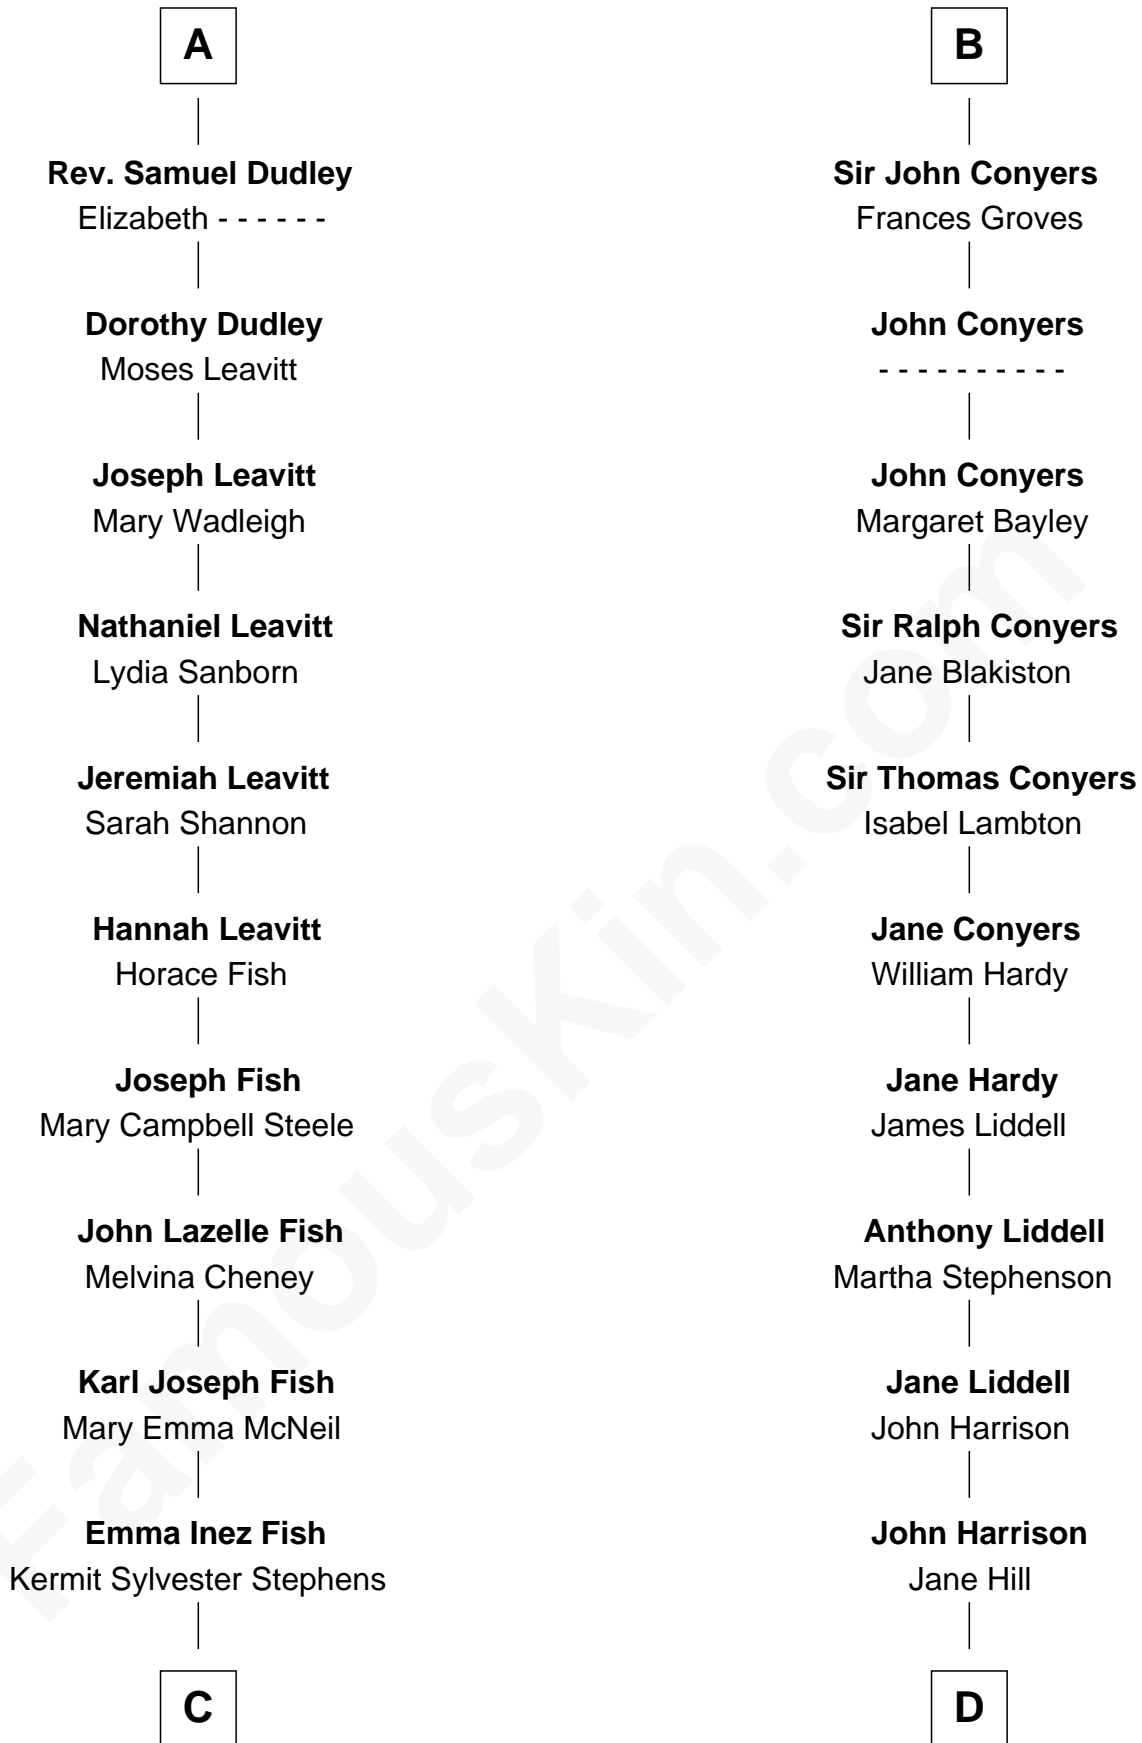 A
Rev. Samuel Dudley
Elizabeth - - - - - -
Dorothy Dudley
Moses Leavitt
Joseph Leavitt
Mary Wadleigh
Nathaniel Leavitt
Lydia Sanborn
Jeremiah Leavitt
Sarah Shannon
Hannah Leavitt
Horace Fish
Joseph Fish
Mary Campbell Steele
John Lazelle Fish
Melvina Cheney
Karl Joseph Fish
Mary Emma McNeil
Emma Inez Fish
Kermit Sylvester Stephens
C
B
Sir John Conyers
Frances Groves
John Conyers
- - - - - - - - - -
John Conyers
Margaret Bayley
Sir Ralph Conyers
Jane Blakiston
Sir Thomas Conyers
Isabel Lambton
Jane Conyers
William Hardy
Jane Hardy
James Liddell
Anthony Liddell
Martha Stephenson
Jane Liddell
John Harrison
John Harrison
Jane Hill
D
FamousKin.com